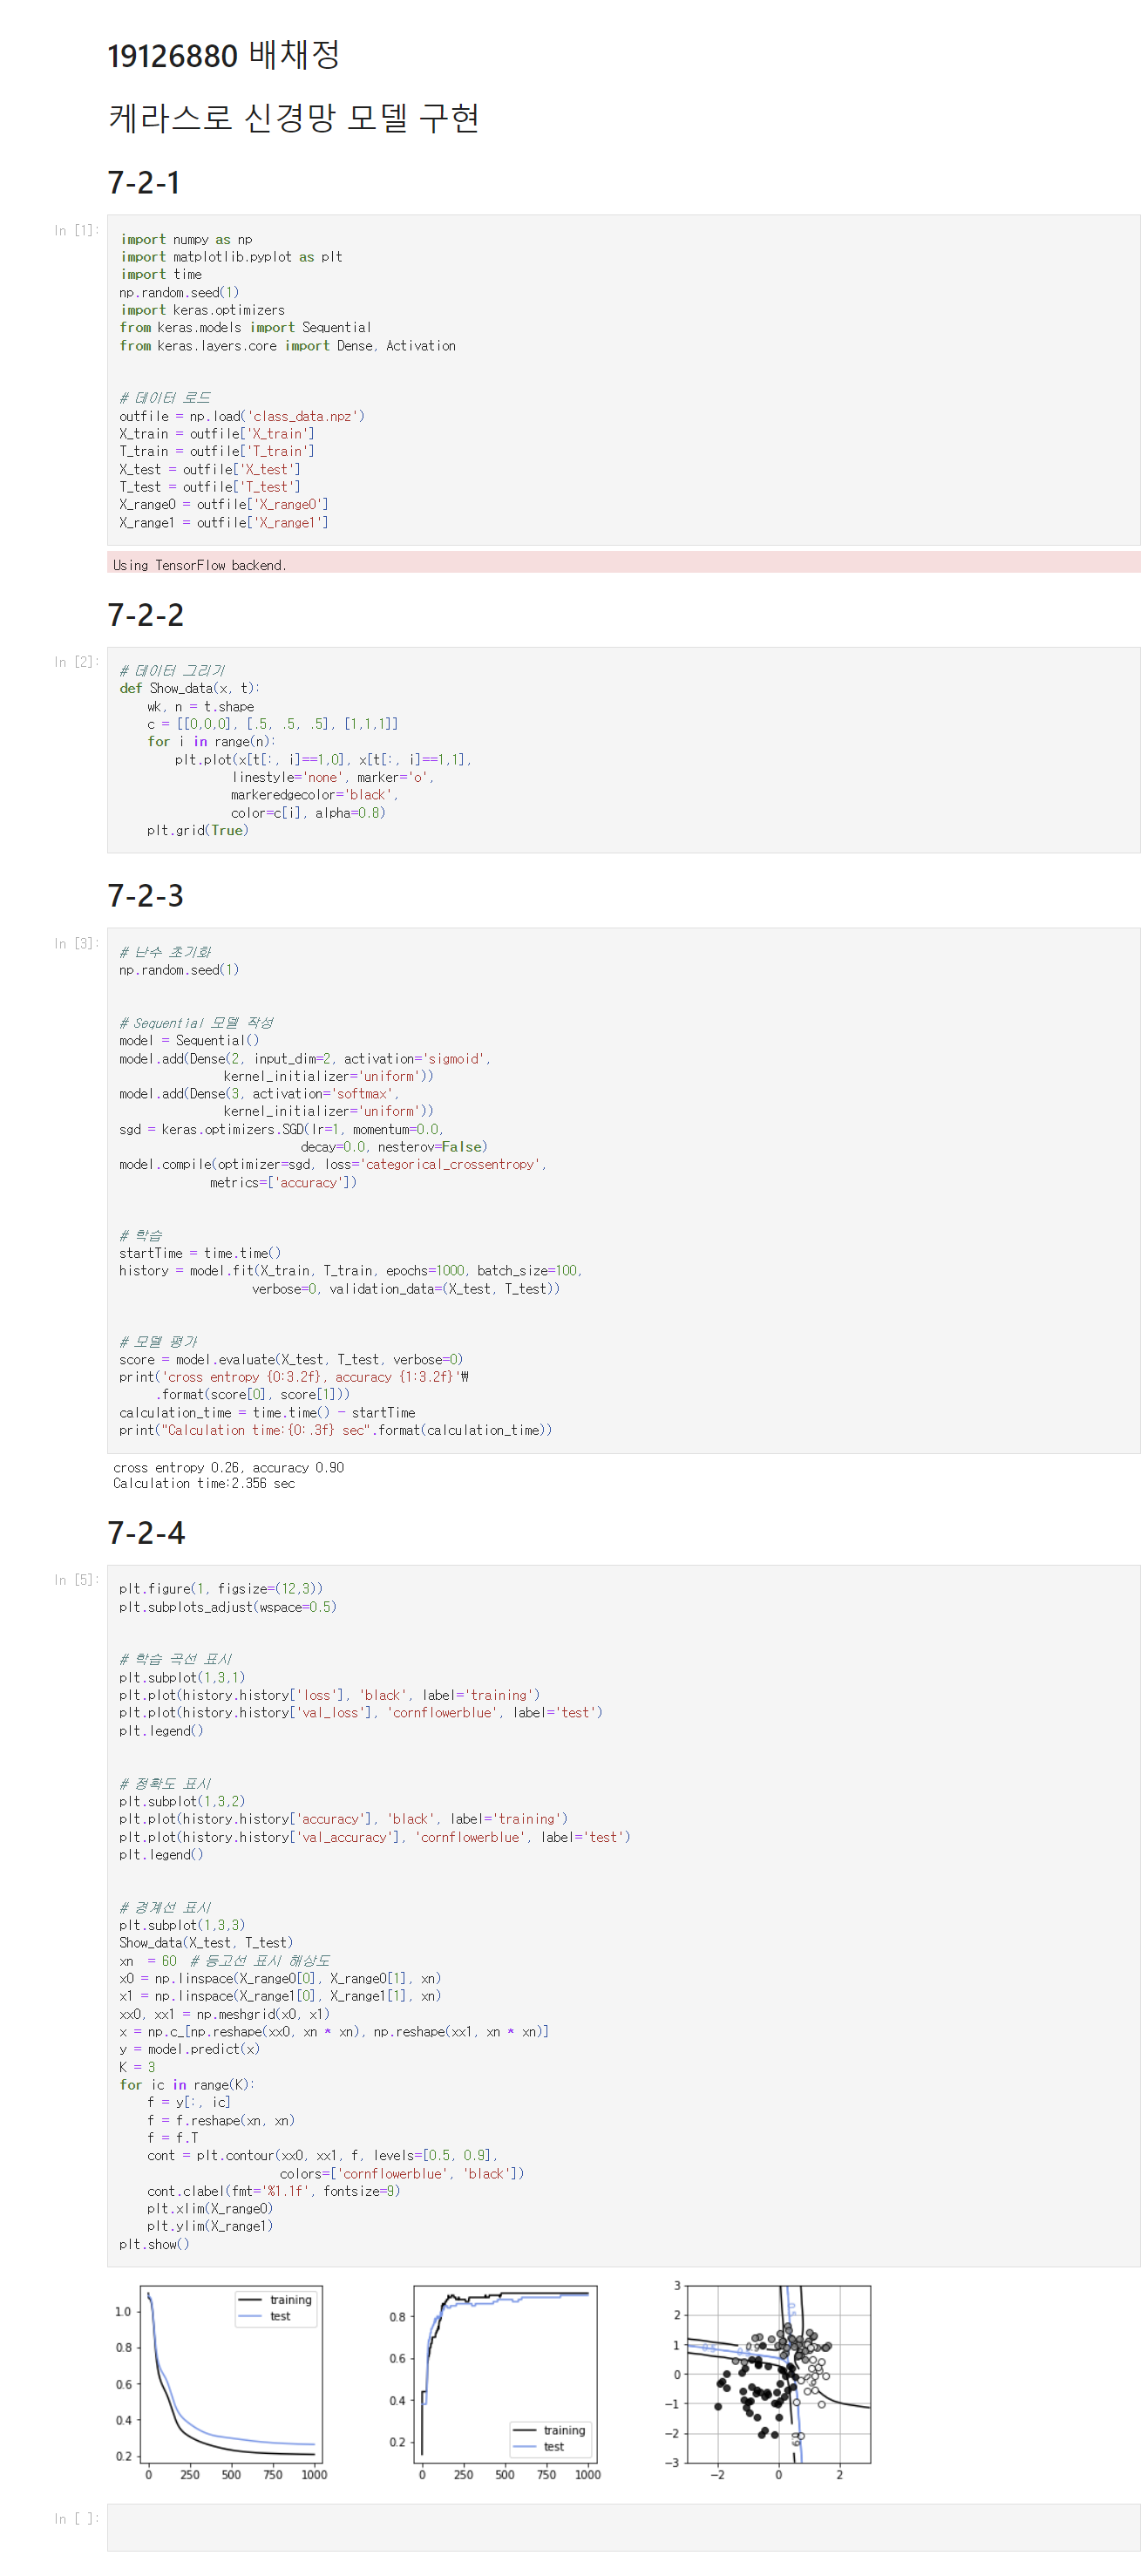 19126880 배채정
케라스로 신경망 모델 구현
7-2-1
In [1]:
import numpy as np
import matplotlib.pyplot as plt
import time
np.random.seed(1)
import keras.optimizers
from keras.models import Sequential
from keras.layers.core import Dense, Activation
# 데이터 로드
outfile = np.load('class_data.npz')
X_train = outfile['X_train']
T_train = outfile['T_train']
X_test = outfile['X_test']
T_test = outfile['T_test']
X_range0 = outfile['X_range0']
X_range1 = outfile['X_range1']
Using TensorFlow backend.
7-2-2
In [2]:
# 데이터 그리기
def Show_data(x, t):
    wk, n = t.shape
    c = [[0,0,0], [.5, .5, .5], [1,1,1]]
    for i in range(n):
        plt.plot(x[t[:, i]==1,0], x[t[:, i]==1,1],
                linestyle='none', marker='o',
                markeredgecolor='black',
                color=c[i], alpha=0.8)
    plt.grid(True)
7-2-3
In [3]:
# 난수 초기화
np.random.seed(1)
# Sequential 모델 작성
model = Sequential()
model.add(Dense(2, input_dim=2, activation='sigmoid',
               kernel_initializer='uniform'))
model.add(Dense(3, activation='softmax',
               kernel_initializer='uniform'))
sgd = keras.optimizers.SGD(lr=1, momentum=0.0,
                          decay=0.0, nesterov=False)
model.compile(optimizer=sgd, loss='categorical_crossentropy',
             metrics=['accuracy'])
# 학습
startTime = time.time()
history = model.fit(X_train, T_train, epochs=1000, batch_size=100,
                   verbose=0, validation_data=(X_test, T_test))
# 모델 평가
score = model.evaluate(X_test, T_test, verbose=0)
print('cross entropy {0:3.2f}, accuracy {1:3.2f}'₩
     .format(score[0], score[1]))
calculation_time = time.time() - startTime
print("Calculation time:{0:.3f} sec".format(calculation_time))
cross entropy 0.26, accuracy 0.90
Calculation time:2.356 sec
7-2-4
In [5]:
plt.figure(1, figsize=(12,3))
plt.subplots_adjust(wspace=0.5)
# 학습 곡선 표시
plt.subplot(1,3,1)
plt.plot(history.history['loss'], 'black', label='training')
plt.plot(history.history['val_loss'], 'cornflowerblue', label='test')
plt.legend()
# 정확도 표시
plt.subplot(1,3,2)
plt.plot(history.history['accuracy'], 'black', label='training')
plt.plot(history.history['val_accuracy'], 'cornflowerblue', label='test')
plt.legend()
# 경계선 표시
plt.subplot(1,3,3)
Show_data(X_test, T_test)
xn  = 60  # 등고선 표시 해상도
x0 = np.linspace(X_range0[0], X_range0[1], xn)
x1 = np.linspace(X_range1[0], X_range1[1], xn)
xx0, xx1 = np.meshgrid(x0, x1)
x = np.c_[np.reshape(xx0, xn * xn), np.reshape(xx1, xn * xn)]
y = model.predict(x)
K = 3
for ic in range(K):
    f = y[:, ic]
    f = f.reshape(xn, xn)
    f = f.T
    cont = plt.contour(xx0, xx1, f, levels=[0.5, 0.9],
                       colors=['cornflowerblue', 'black'])
    cont.clabel(fmt='%1.1f', fontsize=9)
    plt.xlim(X_range0)
    plt.ylim(X_range1)
plt.show()
training
test
1.0
0.8
0.6
0.4
0.2
0 250 500 750 1000
0.8
0.6
0.4
0.2
training
test
0 250 500 750 1000
3
2
1
0
−1
−2
−3
−2 0 2
In [ ]: